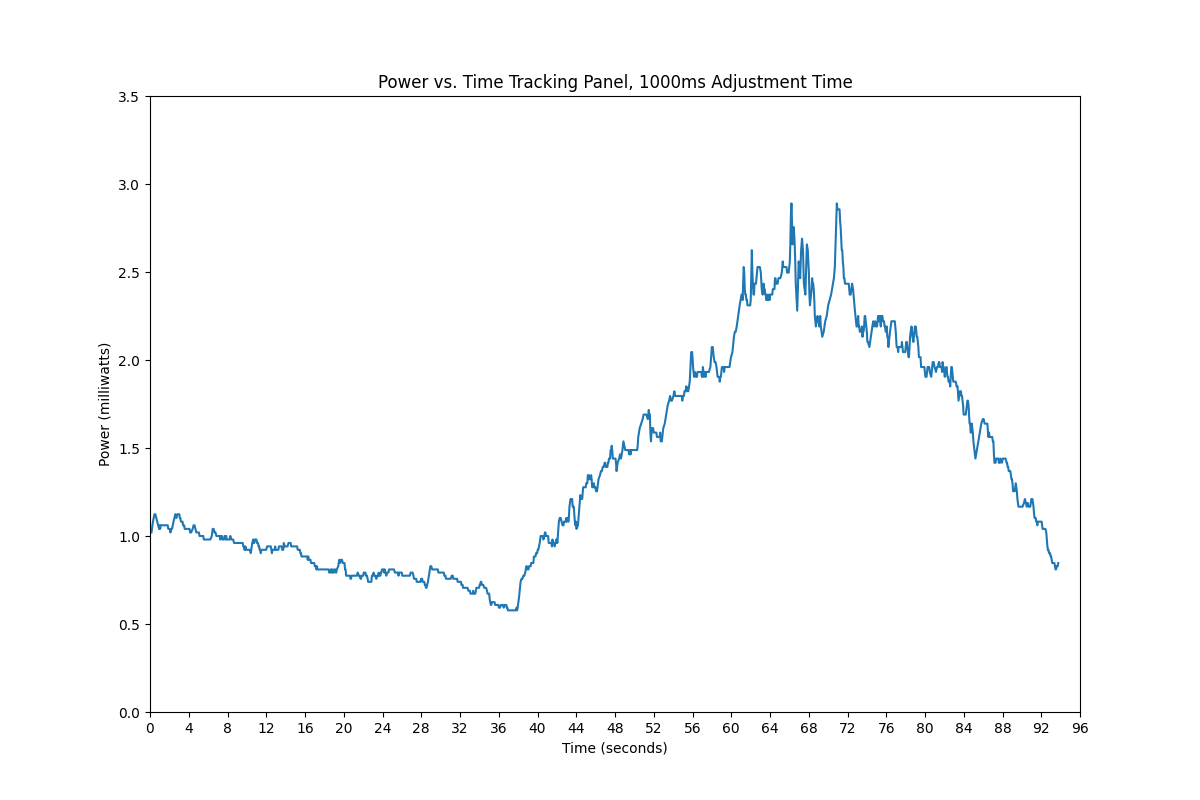 Power vs. Time Tracking Panel, 1000ms Adjustment Time
3.5
3.0
2.5
2.0
1.5
1.0
0.5
0.0
Power (milliwatts)
0 4 8 12 16 20 24 28 32 36 40 44 48 52 56 60 64 68 72 76 80 84 88 92 96
Time (seconds)